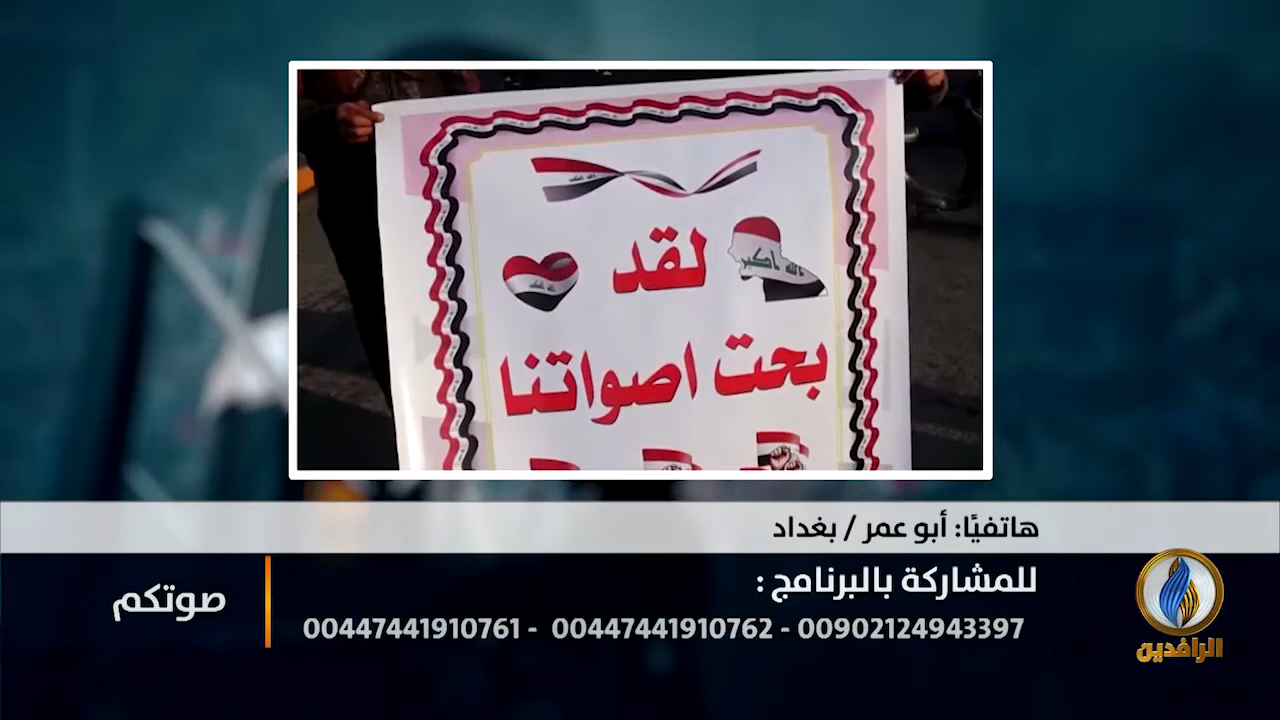 الله اكبر
لقد
بحت اصواتنا
هاتفيًا: أبو عمر / بغداد
للمشاركة بالبرنامج :
00447441910761 - 00447441910762 - 00902124943397
صوتكم
الرافدين